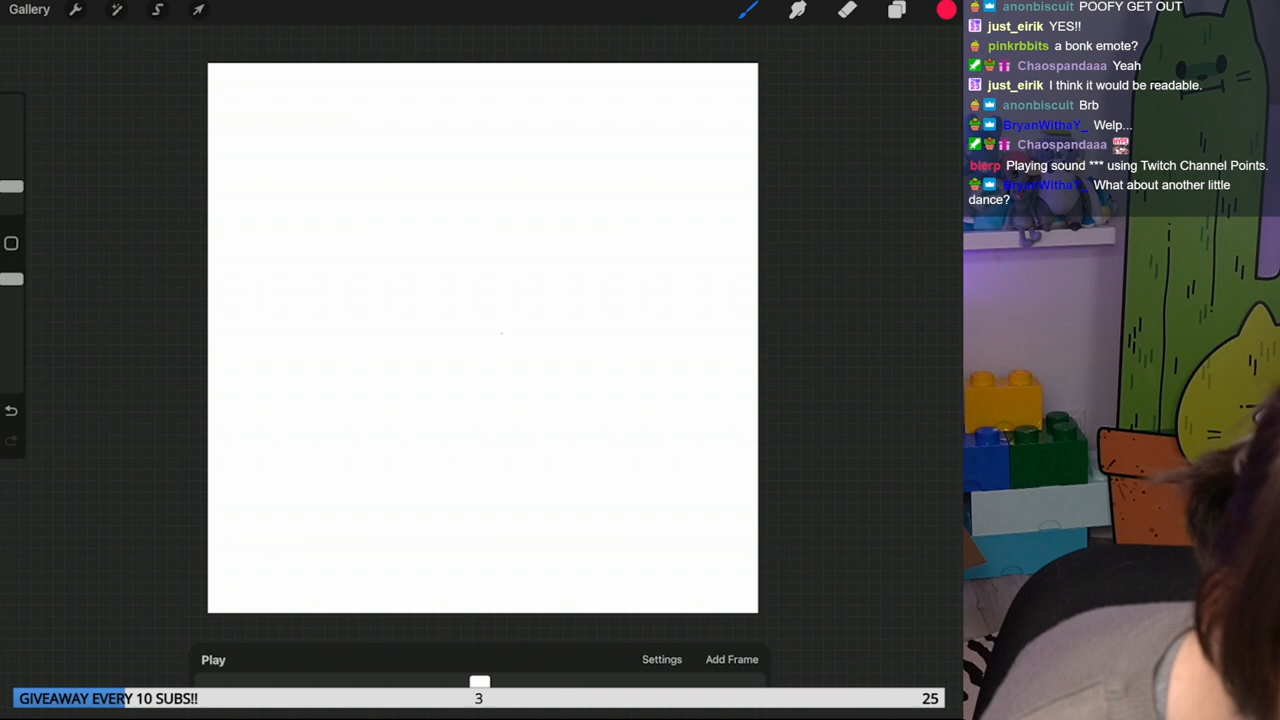 Gallery
anonbiscuit POOFY GET OUT
just_eirik YES!!
pinkrbbits a bonk emote?
Chaospandaaa Yeah
just_eirik I think it would be readable.
anonbiscuit Brb
BryanWithaY_ Welp...
Chaospandaaa
blerp Playing sound *** using Twitch Channel Points.
BryanWithaY_ What about another little
dance?
Play
Settings
Add Frame
GIVEAWAY EVERY 10 SUBS!!
3
25